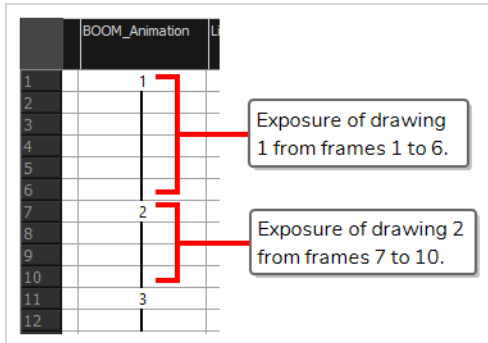 BOOM_Animation Li
1 1
2
3
4
5
6
7 2
8
9
10
11 3
12
Exposure of drawing
1 from frames 1 to 6.
Exposure of drawing 2
from frames 7 to 10.